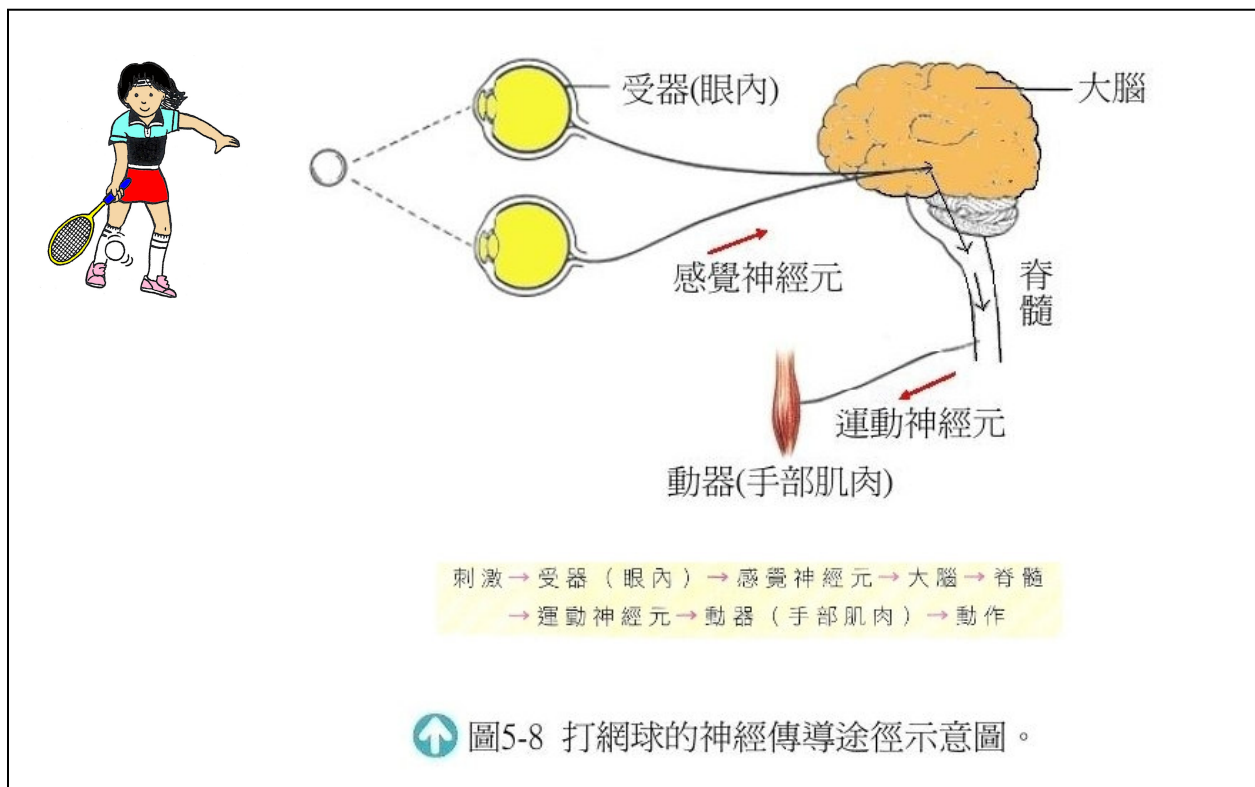 受器(眼內)
大腦
感覺神經元
脊髓
運動神經元
動器(手部肌肉)
刺激→受器（眼內）→感覺神經元→大腦→脊髓
→運動神經元→動器（手部肌肉）→動作
圖5-8 打網球的神經傳導途徑示意圖。